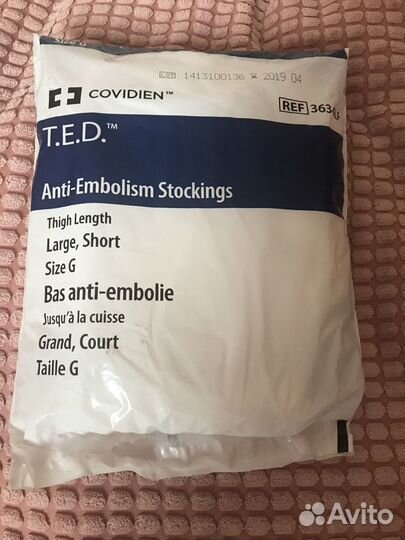 LOT 1413100136 2019 04
COVIDIEN™
REF
T.E.D.™
Anti-Embolism Stockings
Thigh Length
Large, Short
Size G
Bas anti-embolie
Jusqu'à la cuisse
Grand, Court
Taille G
Avito